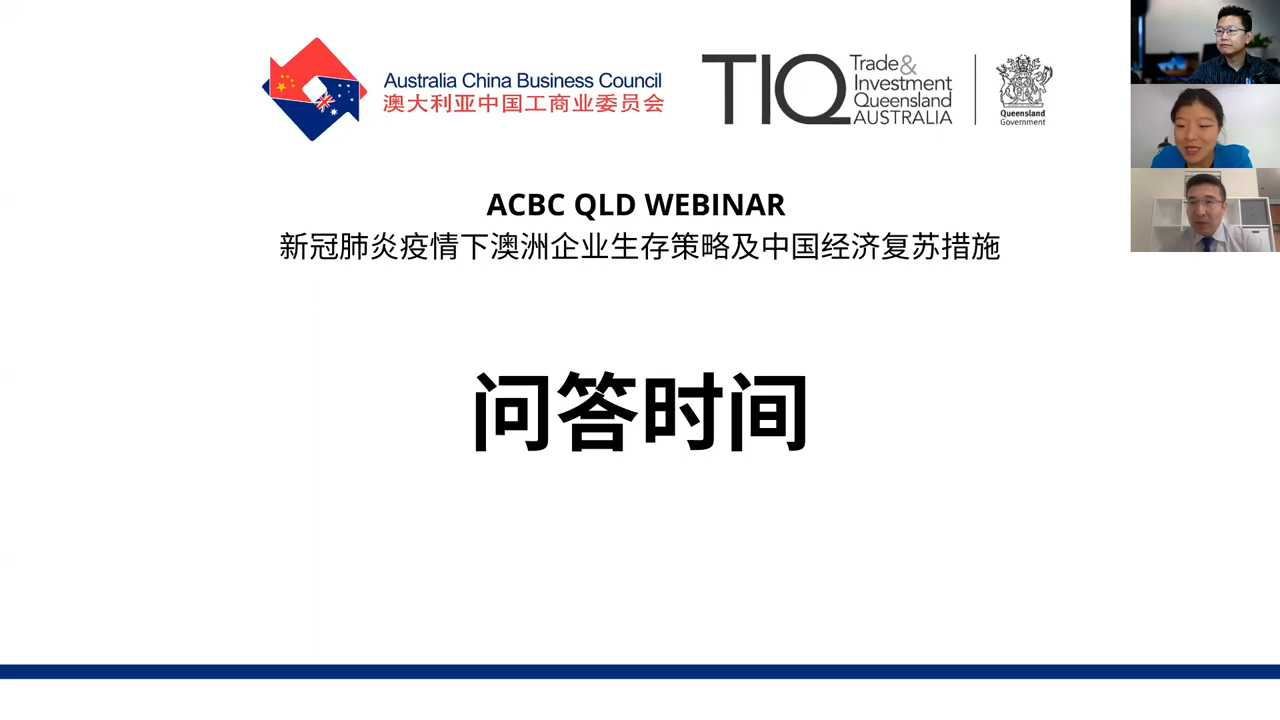 Australia China Business Council
澳大利亚中国工商业委员会
TIQ
Trade&
Investment
Queensland
AUSTRALIA
Queensland
Government
ACBC QLD WEBINAR
新冠肺炎疫情下澳洲企业生存策略及中国经济复苏措施
问答时间